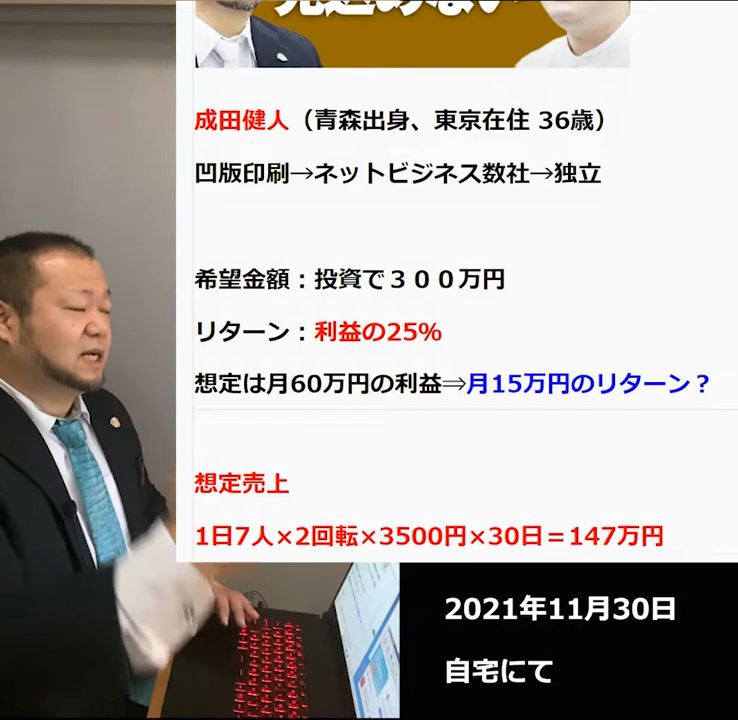 成田健人（青森出身、東京在住 36歳）
凹版印刷→ネットビジネス数社→独立
希望金額：投資で３００万円
リターン：利益の25%
想定は月60万円の利益⇒月15万円のリターン？
想定売上
1日7人×2回転×3500円×30日＝147万円
2021年11月30日
自宅にて